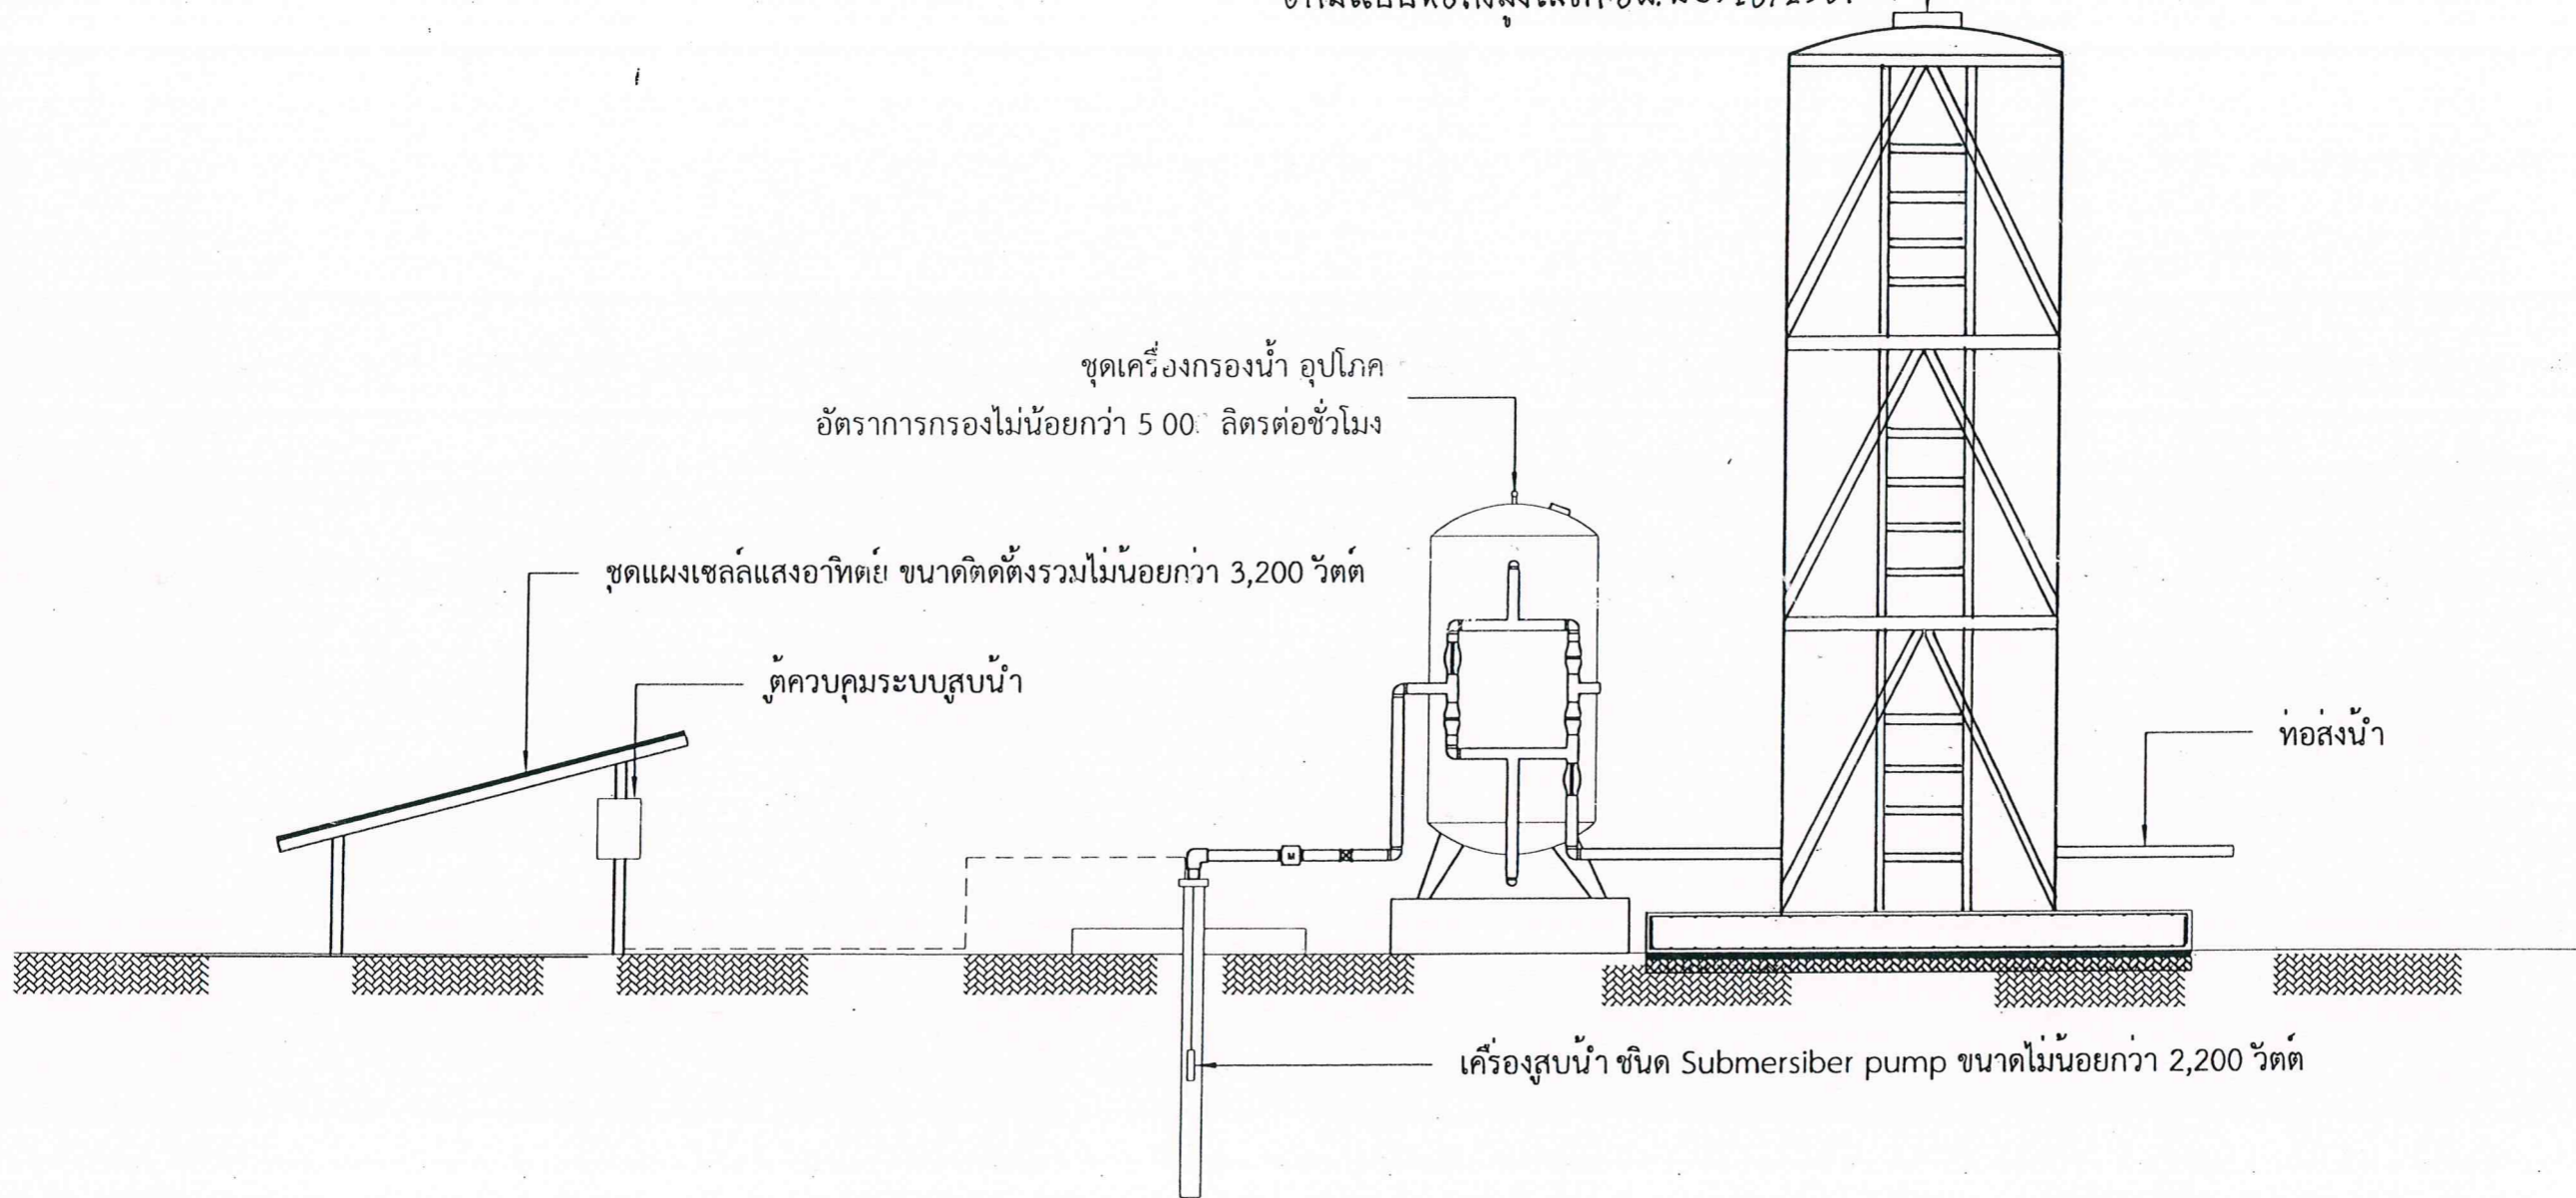 ชุดเครื่องกรองน้ำ อุปโภค
อัตราการกรองไม่น้อยกว่า 5 00 ลิตรต่อชั่วโมง
ชุดแผงเซลล์แสงอาทิตย์ ขนาดติดตั้งรวมไม่น้อยกว่า 3,200 วัตต์
ตู้ควบคุมระบบสูบน้ำ
ท่อส่งน้ำ
M
เครื่องสูบน้ำ ชนิด Submersiber pump ขนาดไม่น้อยกว่า 2,200 วัตต์